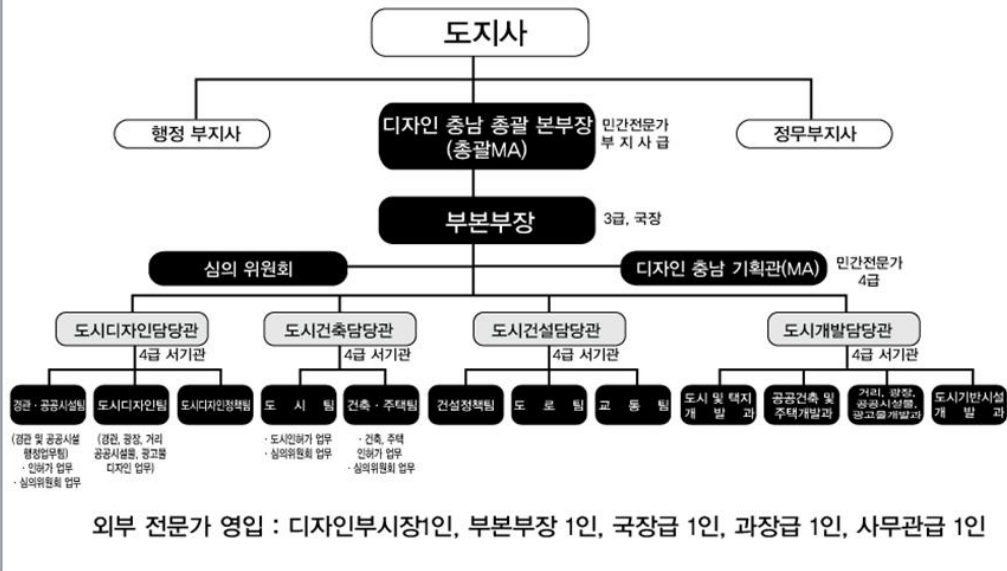 도지사
행정 부지사
디자인 충남 총괄 본부장
(총괄MA)
민간전문가
부 지 사 급
정무부지사
부본부장
3급, 국장
심의 위원회
디자인 충남 기획관(MA)
민간전문가
4급
도시디자인담당관
4급 서기관
도시건축담당관
4급 서기관
도시건설담당관
4급 서기관
도시개발담당관
4급 서기관
경관·공공시설팀
도시디자인팀
도시디자인정책팀
도 시 팀
건축·주택팀
건설정책팀
도 로 팀
교 통 팀
도시 및 택지
개 발 과
공공건축 및
주택개발과
거리, 광장,
공공시설물,
광고물개발과
도시기반시설
개 발 과
(경관 및 공공시설
행정업무팀)
· 인허가 업무
· 심의위원회 업무
(경관, 광장, 거리
공공시설물, 광고물
디자인 업무)
· 도시인허가 업무
· 심의위원회 업무
· 건축, 주택
인허가 업무
· 심의위원회 업무
외부 전문가 영입 : 디자인부시장1인, 부본부장 1인, 국장급 1인, 과장급 1인, 사무관급 1인